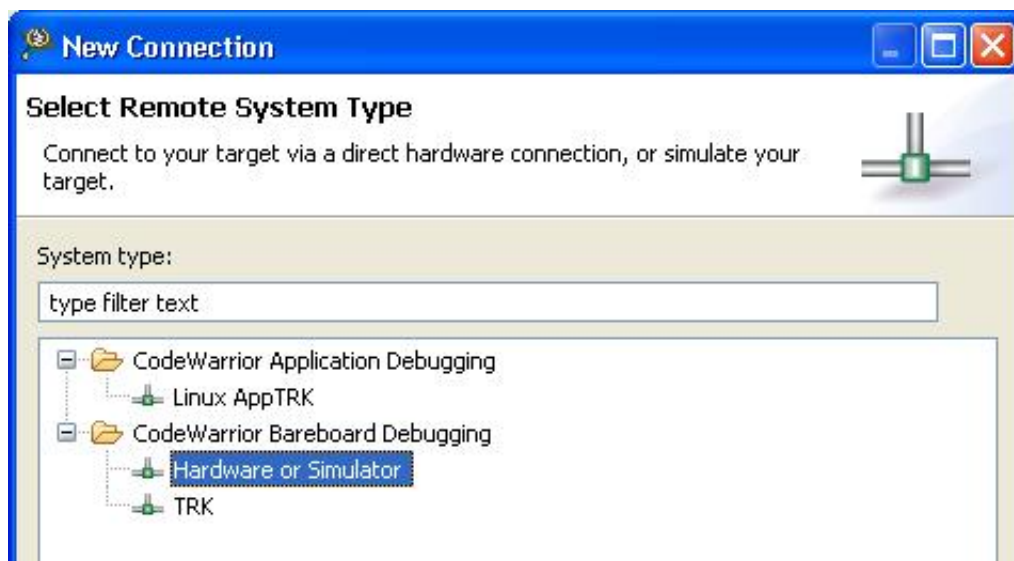 New Connection
Select Remote System Type
Connect to your target via a direct hardware connection, or simulate your
target.
System type:
type filter text
CodeWarrior Application Debugging
Linux AppTRK
CodeWarrior Bareboard Debugging
Hardware or Simulator
TRK